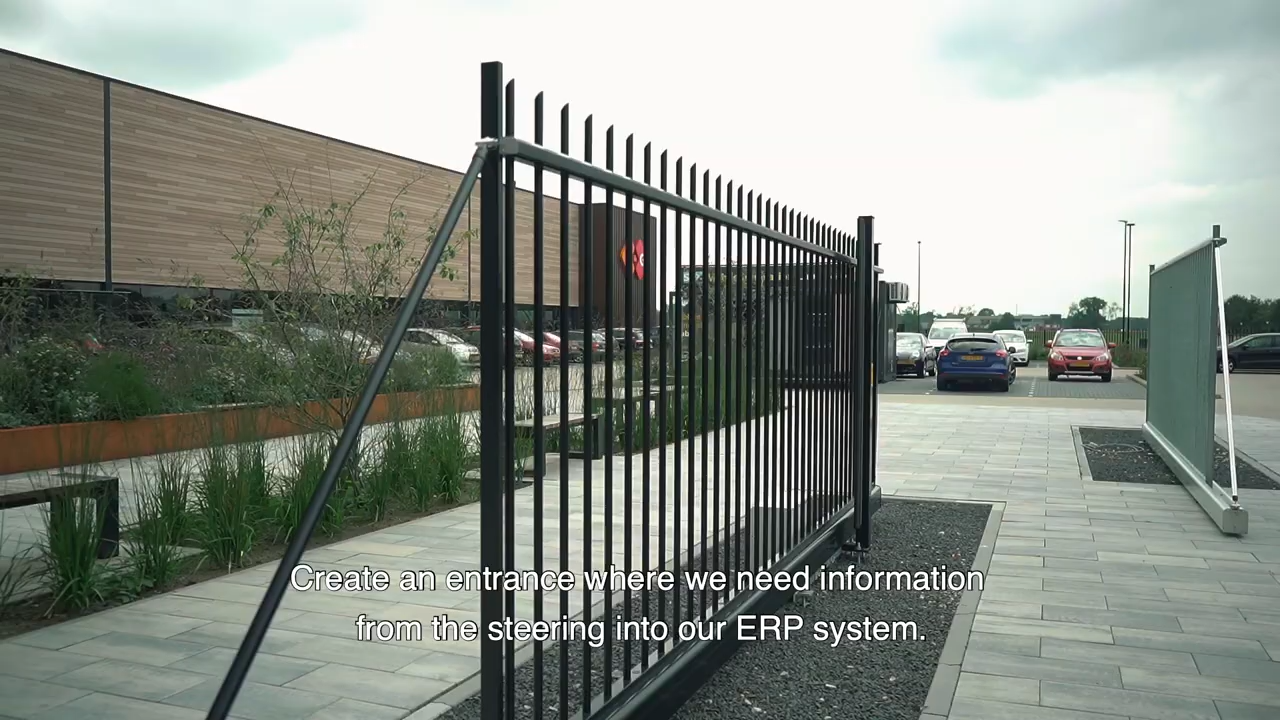 Create an entrance where we need information
from the steering into our ERP system.